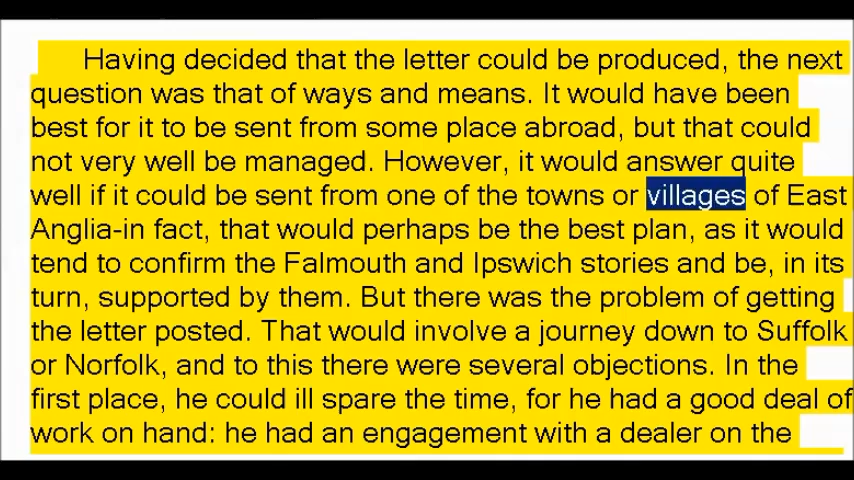 Having decided that the letter could be produced, the next
question was that of ways and means. It would have been
best for it to be sent from some place abroad, but that could
not very well be managed. However, it would answer quite
well if it could be sent from one of the towns or villages of East
Anglia-in fact, that would perhaps be the best plan, as it would
tend to confirm the Falmouth and Ipswich stories and be, in its
turn, supported by them. But there was the problem of getting
the letter posted. That would involve a journey down to Suffolk
or Norfolk, and to this there were several objections. In the
first place, he could ill spare the time, for he had a good deal of
work on hand: he had an engagement with a dealer on the